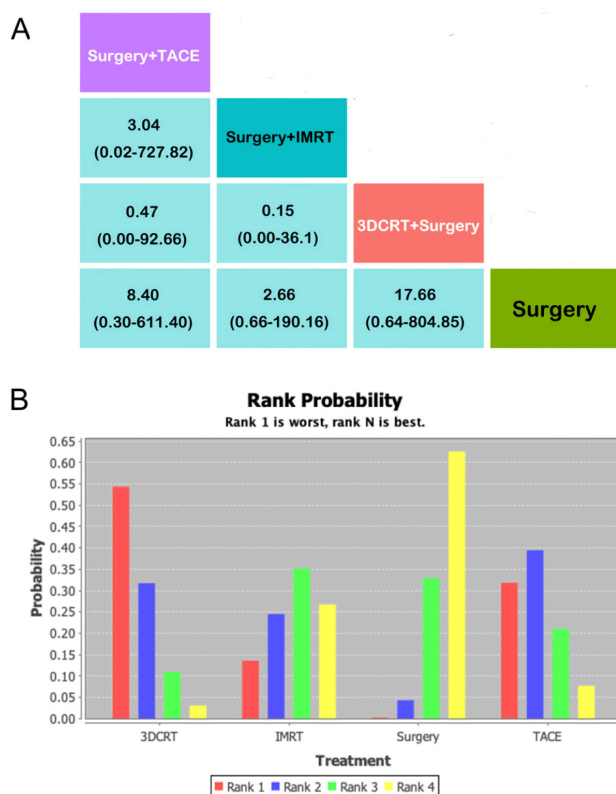 A
Surgery+TACE
3.04
(0.02-727.82)
Surgery+IMRT
0.47
(0.00-92.66)
0.15
(0.00-36.1)
3DCRT+Surgery
8.40
(0.30-611.40)
2.66
(0.66-190.16)
17.66
(0.64-804.85)
Surgery
B
Rank Probability
Rank 1 is worst, rank N is best.
Probability
0.65
0.60
0.55
0.50
0.45
0.40
0.35
0.30
0.25
0.20
0.15
0.10
0.05
0.00
3DCRT IMRT Surgery TACE
Treatment
Rank 1 Rank 2 Rank 3 Rank 4